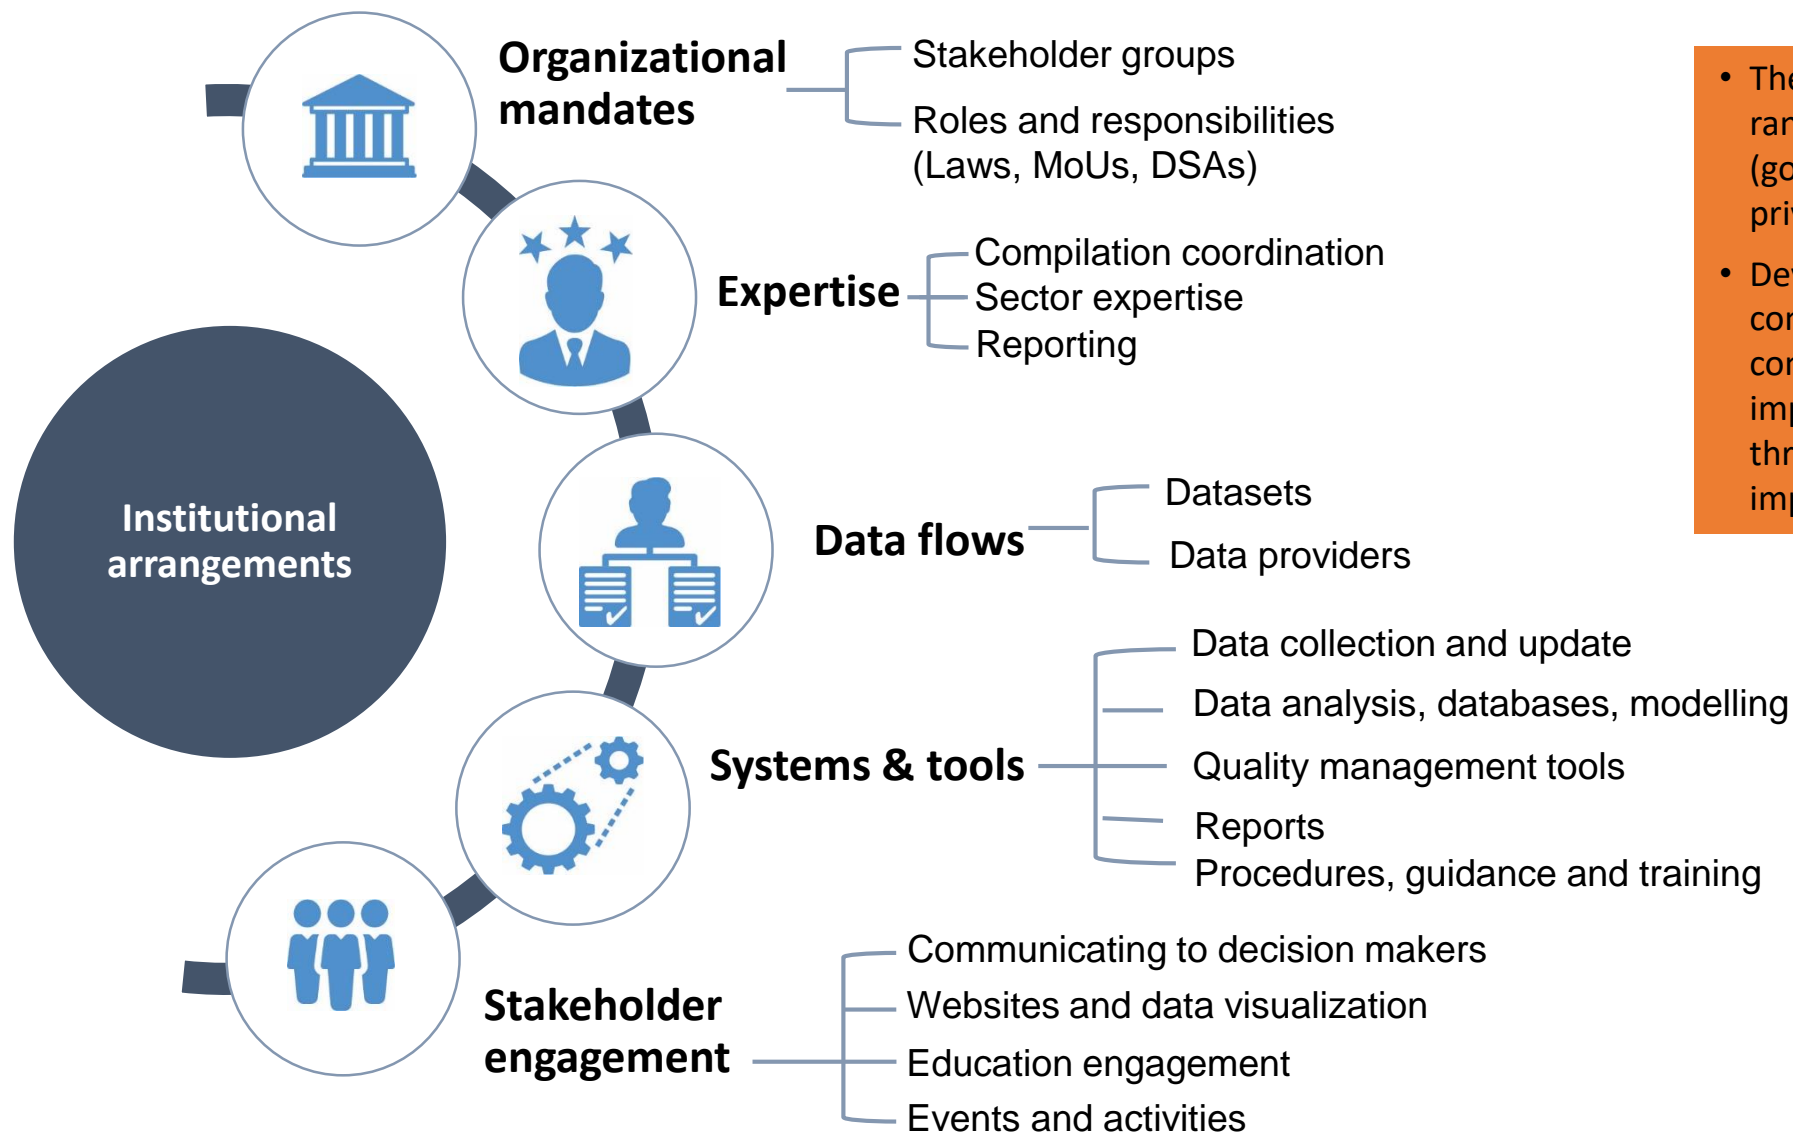 Organizational
mandates
Stakeholder groups
Roles and responsibilities
(Laws, MoUs, DSAs)
Expertise
Compilation coordination
Sector expertise
Reporting
Institutional
arrangements
Data flows
Datasets
Data providers
Systems & tools
Data collection and update
Data analysis, databases, modelling
Quality management tools
Reports
Procedures, guidance and training
Stakeholder
engagement
Communicating to decision makers
Websites and data visualization
Education engagement
Events and activities